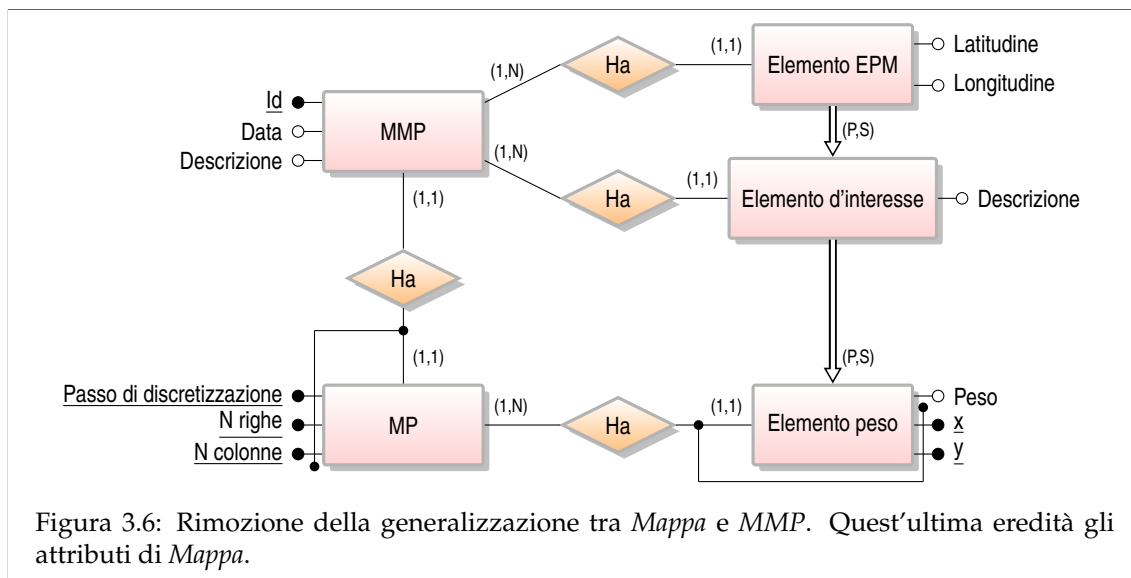 Ha
(1,1)
Elemento EPM
Latitudine
Longitudine
(1,N)
Id
Data
Descrizione
MMP
(P,S)
(1,N)
Ha
(1,1)
Elemento d'interesse
Descrizione
(1,1)
Ha
(1,1)
(P,S)
Passo di discretizzazione
N righe
N colonne
MP
(1,N)
Ha
(1,1)
Elemento peso
Peso
x
y
Figura 3.6: Rimozione della generalizzazione tra Mappa e MMP. Quest'ultima eredità gli
attributi di Mappa.